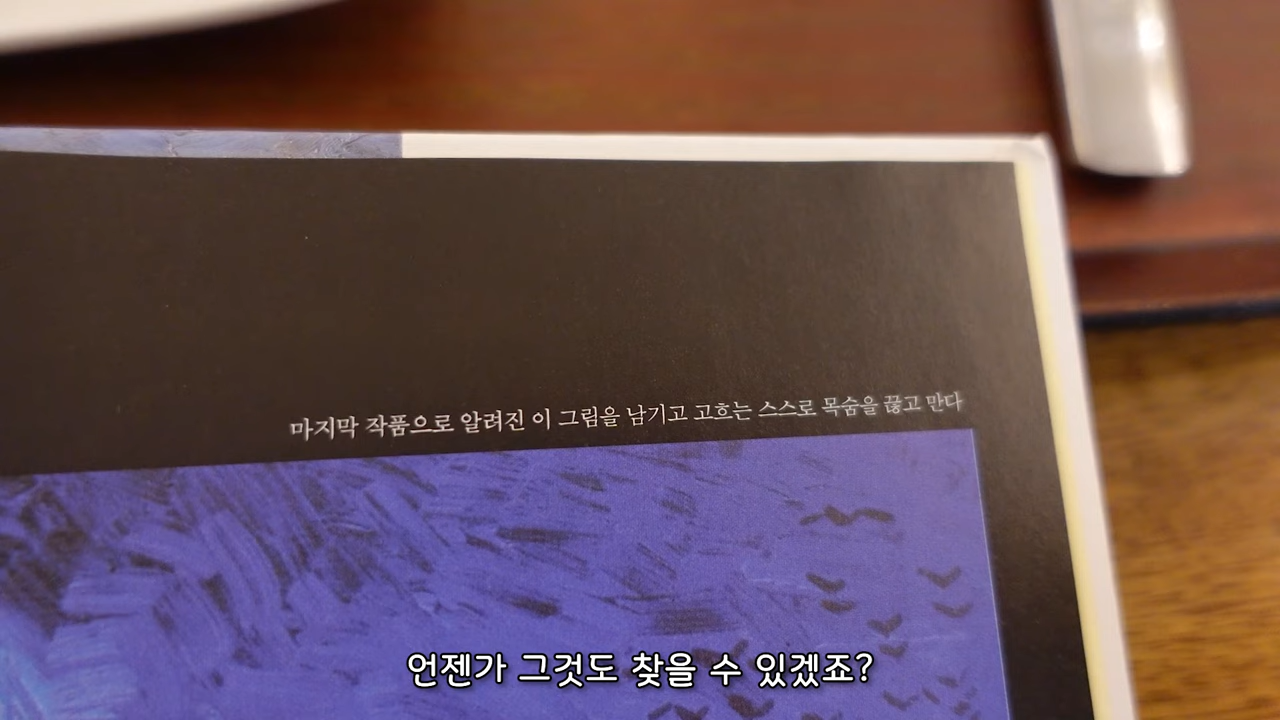 마지막 작품으로 알려진 이 그림을 남기고 고흐는 스스로 목숨을 끊고 만다
언젠가 그것도 찾을 수 있겠죠?